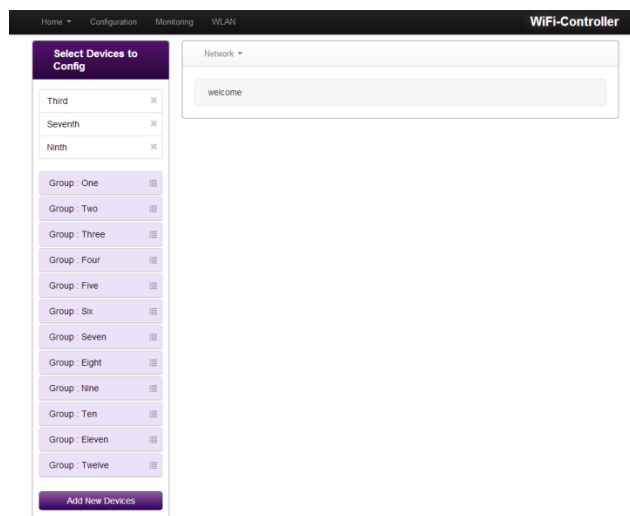 Home Configuration Monitoring WLAN WiFi-Controller
Select Devices to
Config
Third
Seventh
Ninth
Group : One
Group : Two
Group : Three
Group : Four
Group : Five
Group : Six
Group : Seven
Group : Eight
Group : Nine
Group : Ten
Group : Eleven
Group : Twelve
Add New Devices
Network
welcome